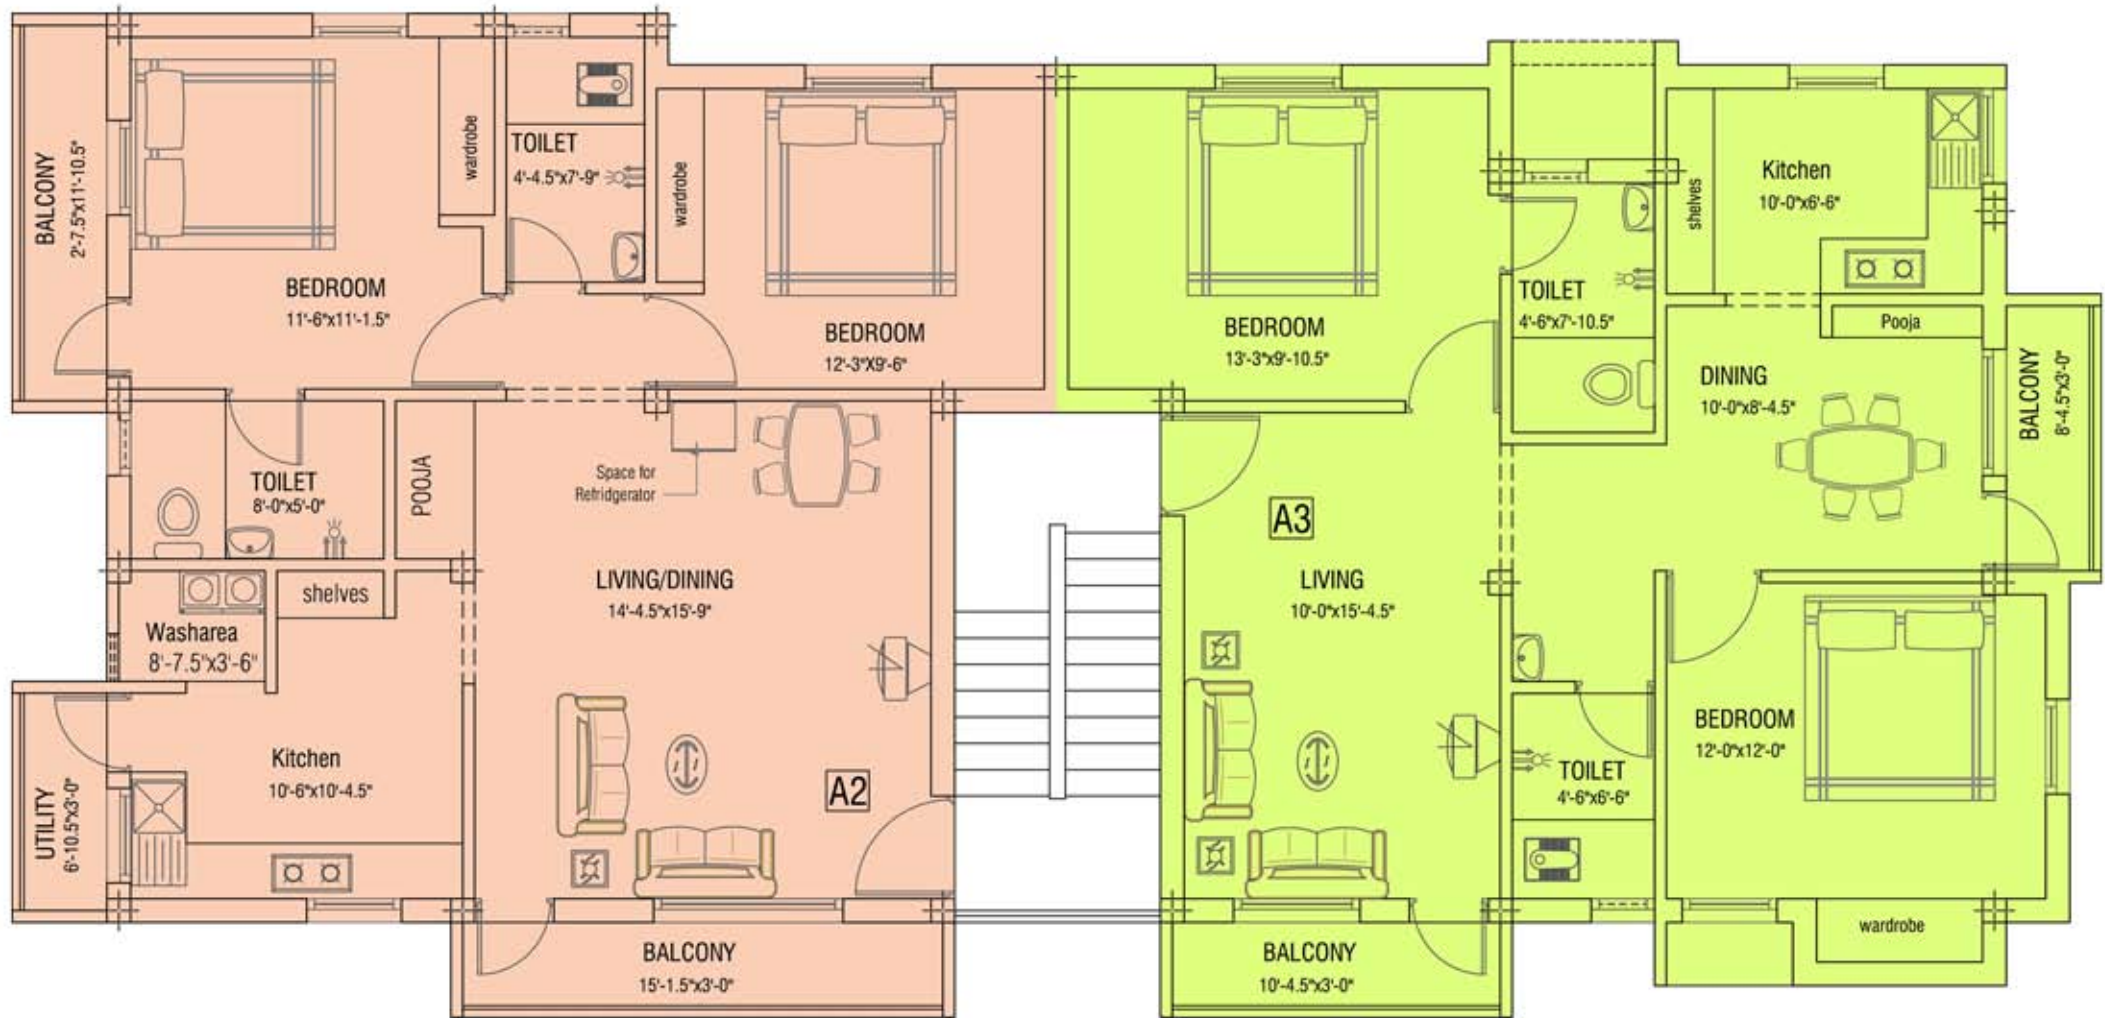 BALCONY
2'-7.5"x11'-10.5"
BEDROOM
11'-6"x11'-1.5"
wardrobe
TOILET
4'-4.5"x7'-9"
wardrobe
BEDROOM
12'-3"X9'-6"
TOILET
8'-0"x5'-0"
POOJA
Space for
Refridgerator
LIVING/DINING
14'-4.5"x15'-9"
shelves
Washarea
8'-7.5"x3'-6"
Kitchen
10'-6"x10'-4.5"
UTILITY
6'-10.5"x3'-0"
A2
BALCONY
15'-1.5"x3'-0"
BEDROOM
13'-3"x9'-10.5"
TOILET
4'-6"x7'-10.5"
shelves
Kitchen
10'-0"x6'-6"
Pooja
DINING
10'-0"x8'-4.5"
BALCONY
8'-4.5"x3'-0"
A3
LIVING
10'-0"x15'-4.5"
BEDROOM
12'-0"x12'-0"
TOILET
4'-6"x6'-6"
wardrobe
BALCONY
10'-4.5"x3'-0"